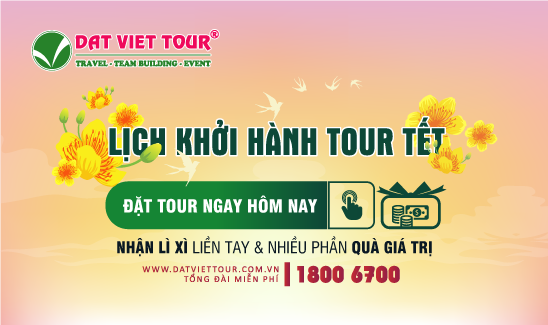 DAT VIET TOUR®
TRAVEL - TEAM BUILDING - EVENT
LỊCH KHỞI HÀNH TOUR TẾT
ĐẶT TOUR NGAY HÔM NAY
NHẬN LÌ XÌ LIỀN TAY & NHIỀU PHẦN QUÀ GIÁ TRỊ
WWW.DATVIETTOUR.COM.VN
TỔNG ĐÀI MIỄN PHÍ
1800 6700